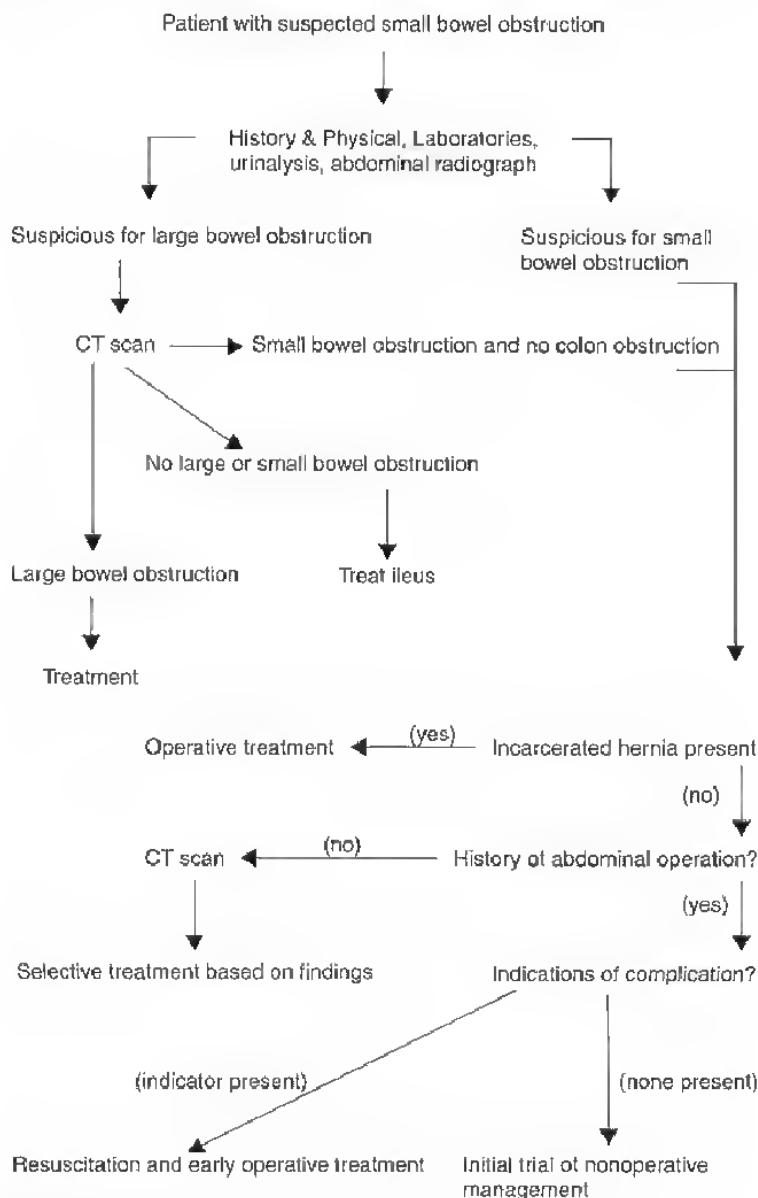 Patient with suspected small bowel obstruction
History & Physical, Laboratories,
urinalysis, abdominal radiograph
Suspicious for large bowel obstruction
Suspicious for small
bowel obstruction
CT scan
Small bowel obstruction and no colon obstruction
No large or small bowel obstruction
Large bowel obstruction
Treat ileus
Treatment
Operative treatment
(yes)
Incarcerated hernia present
(no)
CT scan
(no)
History of abdominal operation?
(yes)
Selective treatment based on findings
Indications of complication?
(indicator present)
(none present)
Resuscitation and early operative treatment
Initial trial of nonoperative
management